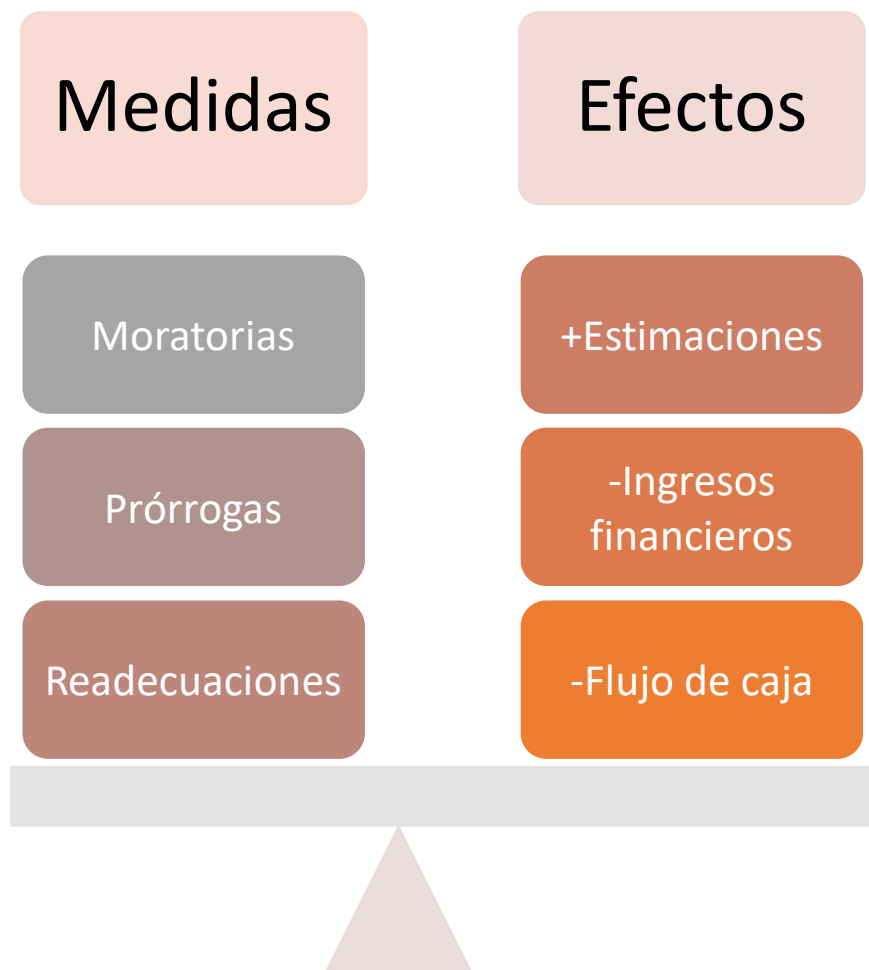 Medidas
Efectos
Moratorias
+Estimaciones
Prórrogas
-Ingresos
financieros
Readecuaciones
-Flujo de caja